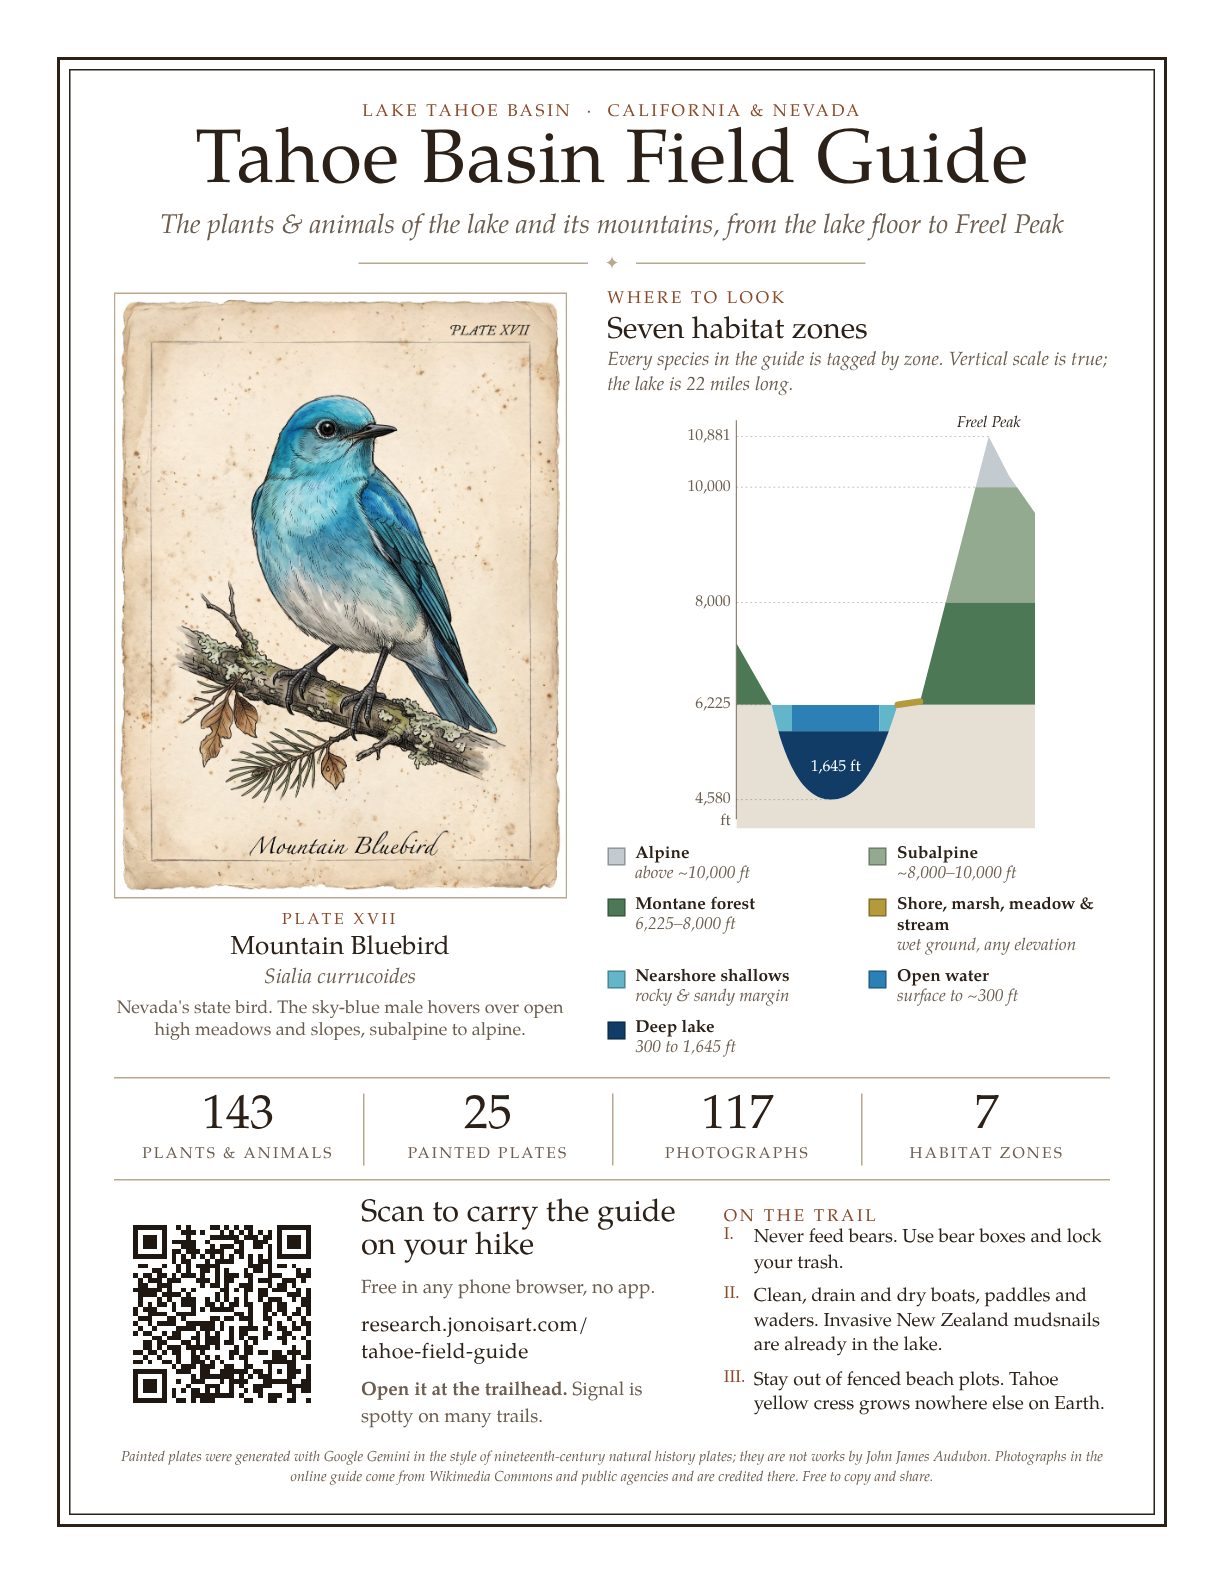 LAKE TAHOE BASIN · CALIFORNIA & NEVADA
Tahoe Basin Field Guide
The plants & animals of the lake and its mountains, from the lake floor to Freel Peak
PLATE XVII
Mountain Bluebird
PLATE XVII
Mountain Bluebird
Sialia currucoides
Nevada's state bird. The sky-blue male hovers over open
high meadows and slopes, subalpine to alpine.
WHERE TO LOOK
Seven habitat zones
Every species in the guide is tagged by zone. Vertical scale is true;
the lake is 22 miles long.
Freel Peak
10,881
10,000
8,000
6,225
1,645 ft
4,580
ft
Alpine
above ~10,000 ft
Subalpine
~8,000–10,000 ft
Montane forest
6,225–8,000 ft
Shore, marsh, meadow &
stream
wet ground, any elevation
Nearshore shallows
rocky & sandy margin
Open water
surface to ~300 ft
Deep lake
300 to 1,645 ft
143
PLANTS & ANIMALS
25
PAINTED PLATES
117
PHOTOGRAPHS
7
HABITAT ZONES
Scan to carry the guide
on your hike
Free in any phone browser, no app.
research.jonoisart.com/
tahoe-field-guide
Open it at the trailhead. Signal is
spotty on many trails.
ON THE TRAIL
I. Never feed bears. Use bear boxes and lock
your trash.
II. Clean, drain and dry boats, paddles and
waders. Invasive New Zealand mudsnails
are already in the lake.
III. Stay out of fenced beach plots. Tahoe
yellow cress grows nowhere else on Earth.
Painted plates were generated with Google Gemini in the style of nineteenth-century natural history plates; they are not works by John James Audubon. Photographs in the
online guide come from Wikimedia Commons and public agencies and are credited there. Free to copy and share.